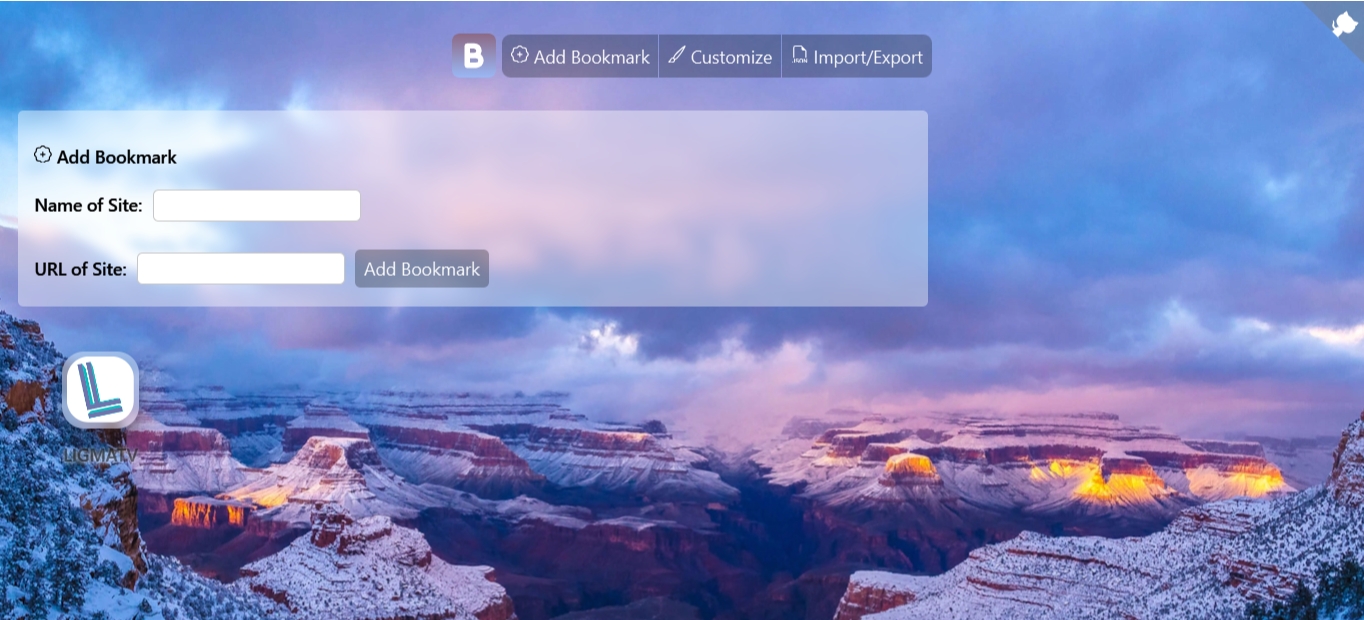 B Add Bookmark Customize Import/Export
Add Bookmark
Name of Site:
URL of Site: Add Bookmark
L
LIGMATV